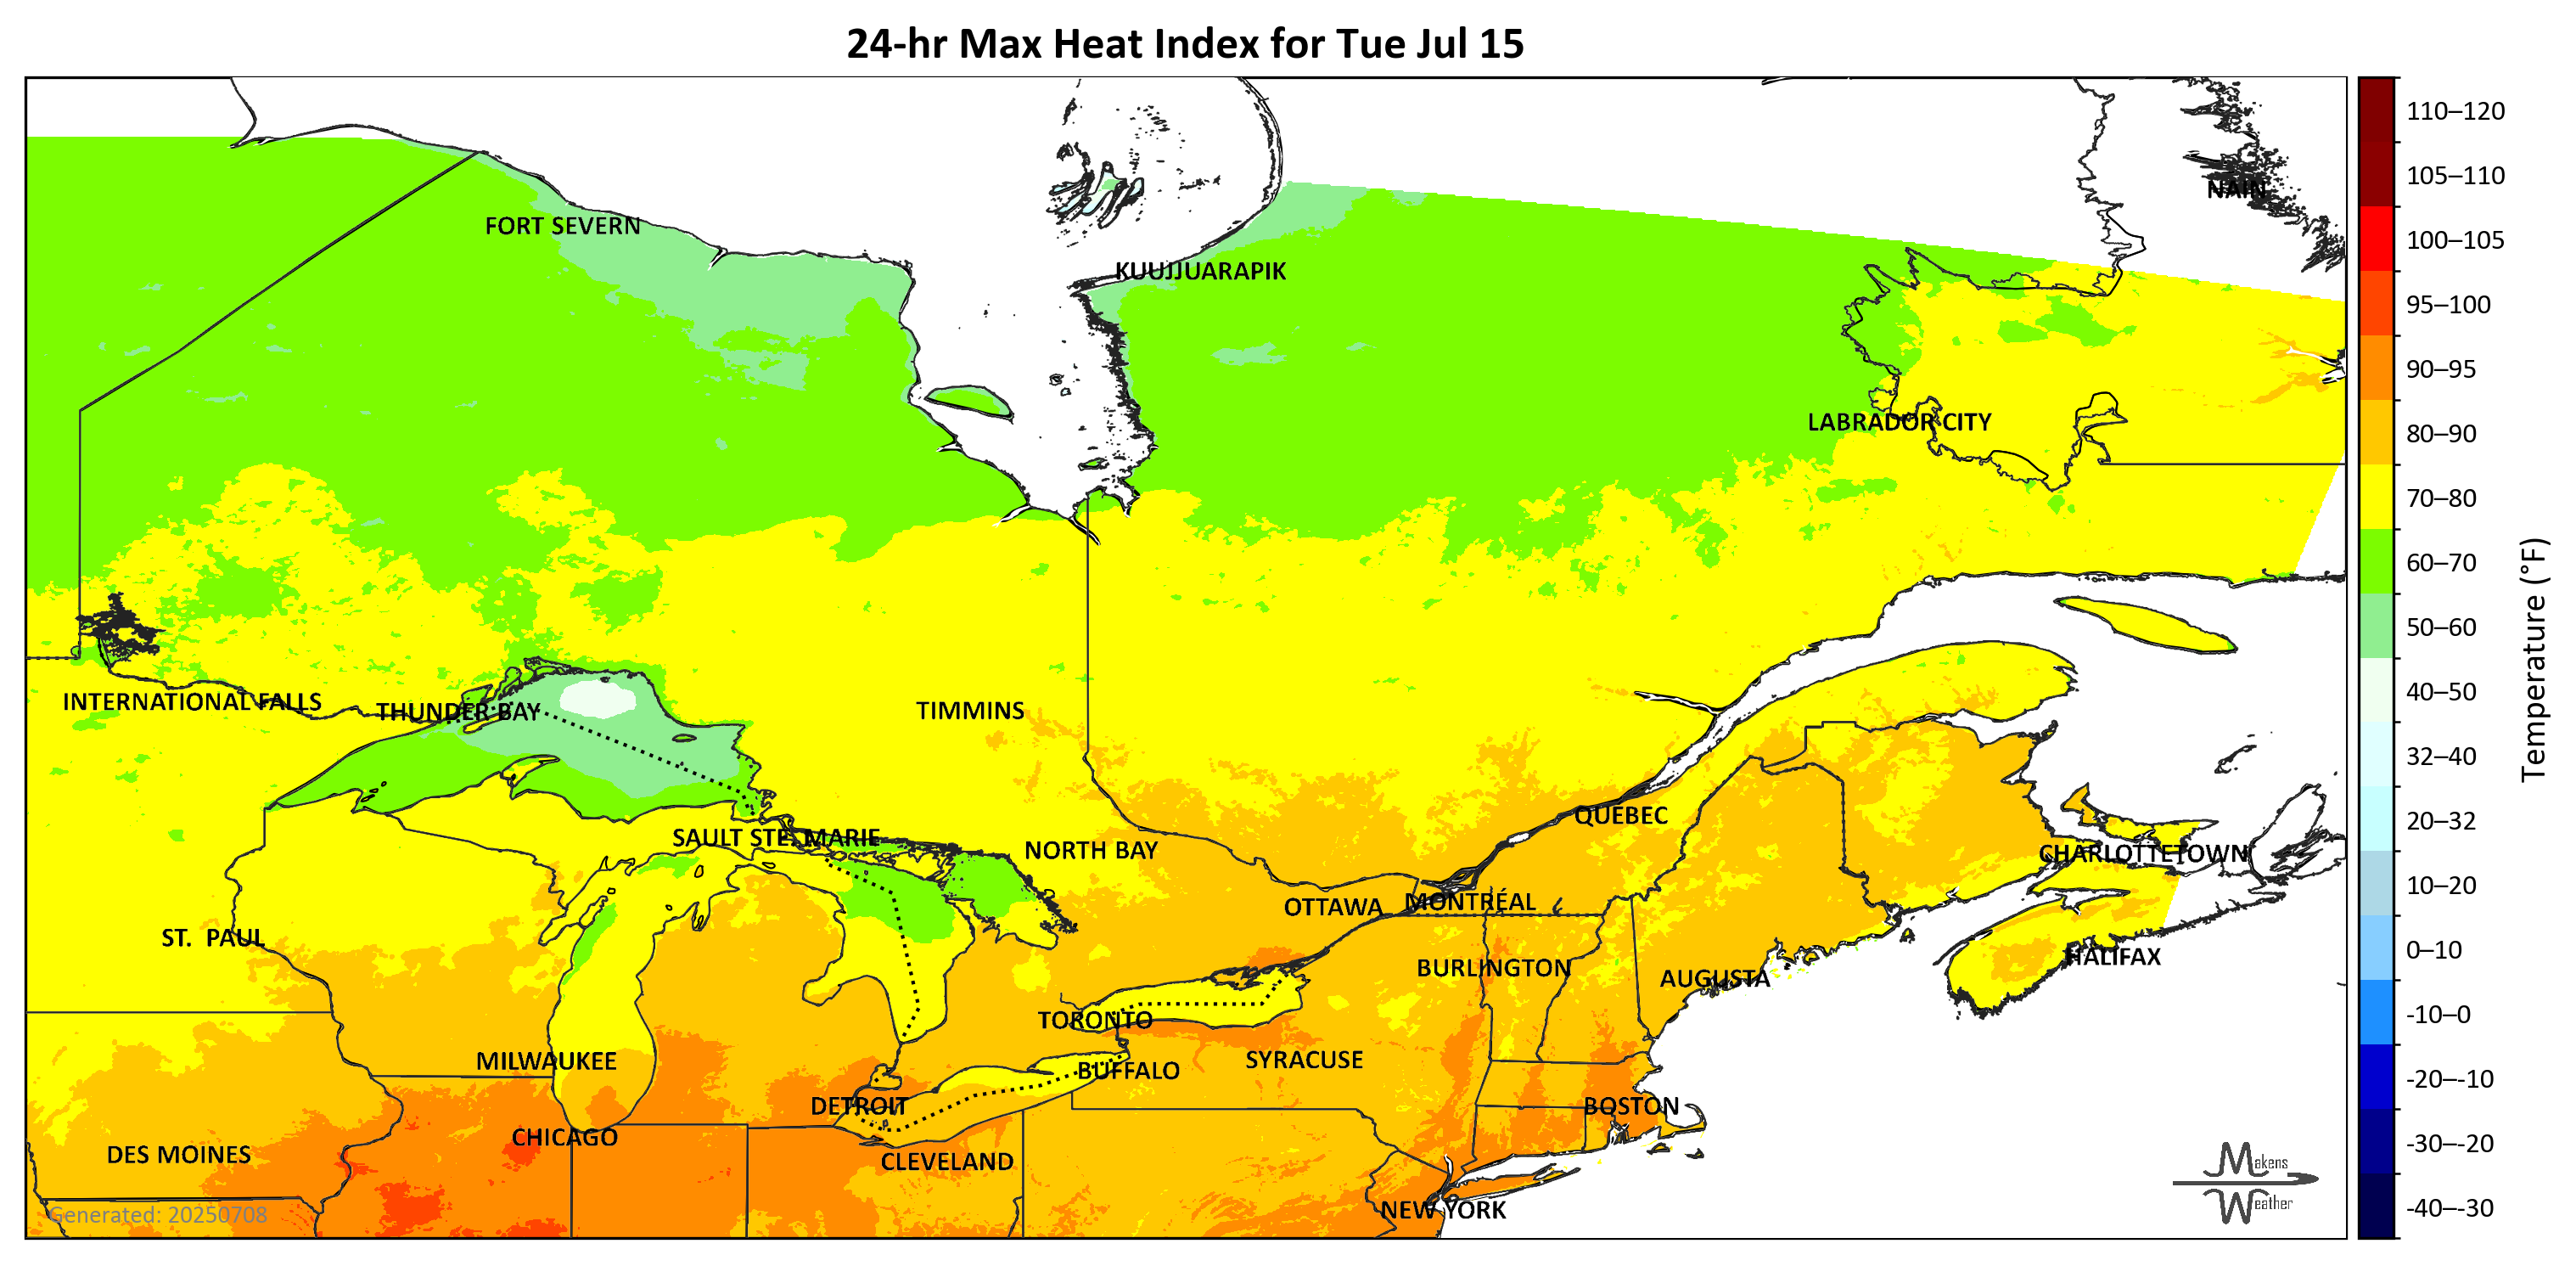 24-hr Max Heat Index for Tue Jul 15
NAIN
FORT SEVERN
KUUJJUARAPIK
LABRADOR CITY
INTERNATIONAL FALLS
THUNDER BAY
TIMMINS
QUÉBEC
SAULT STE. MARIE
NORTH BAY
CHARLOTTETOWN
OTTAWA
MONTRÉAL
ST. PAUL
HALIFAX
BURLINGTON
AUGUSTA
TORONTO
MILWAUKEE
SYRACUSE
BUFFALO
DETROIT
BOSTON
CHICAGO
DES MOINES
CLEVELAND
NEW YORK
Generated: 20250708
Makens
Weather
110–120
105–110
100–105
95–100
90–95
80–90
70–80
60–70
50–60
40–50
32–40
20–32
10–20
0–10
-10–0
-20–-10
-30–-20
-40–-30
Temperature (°F)